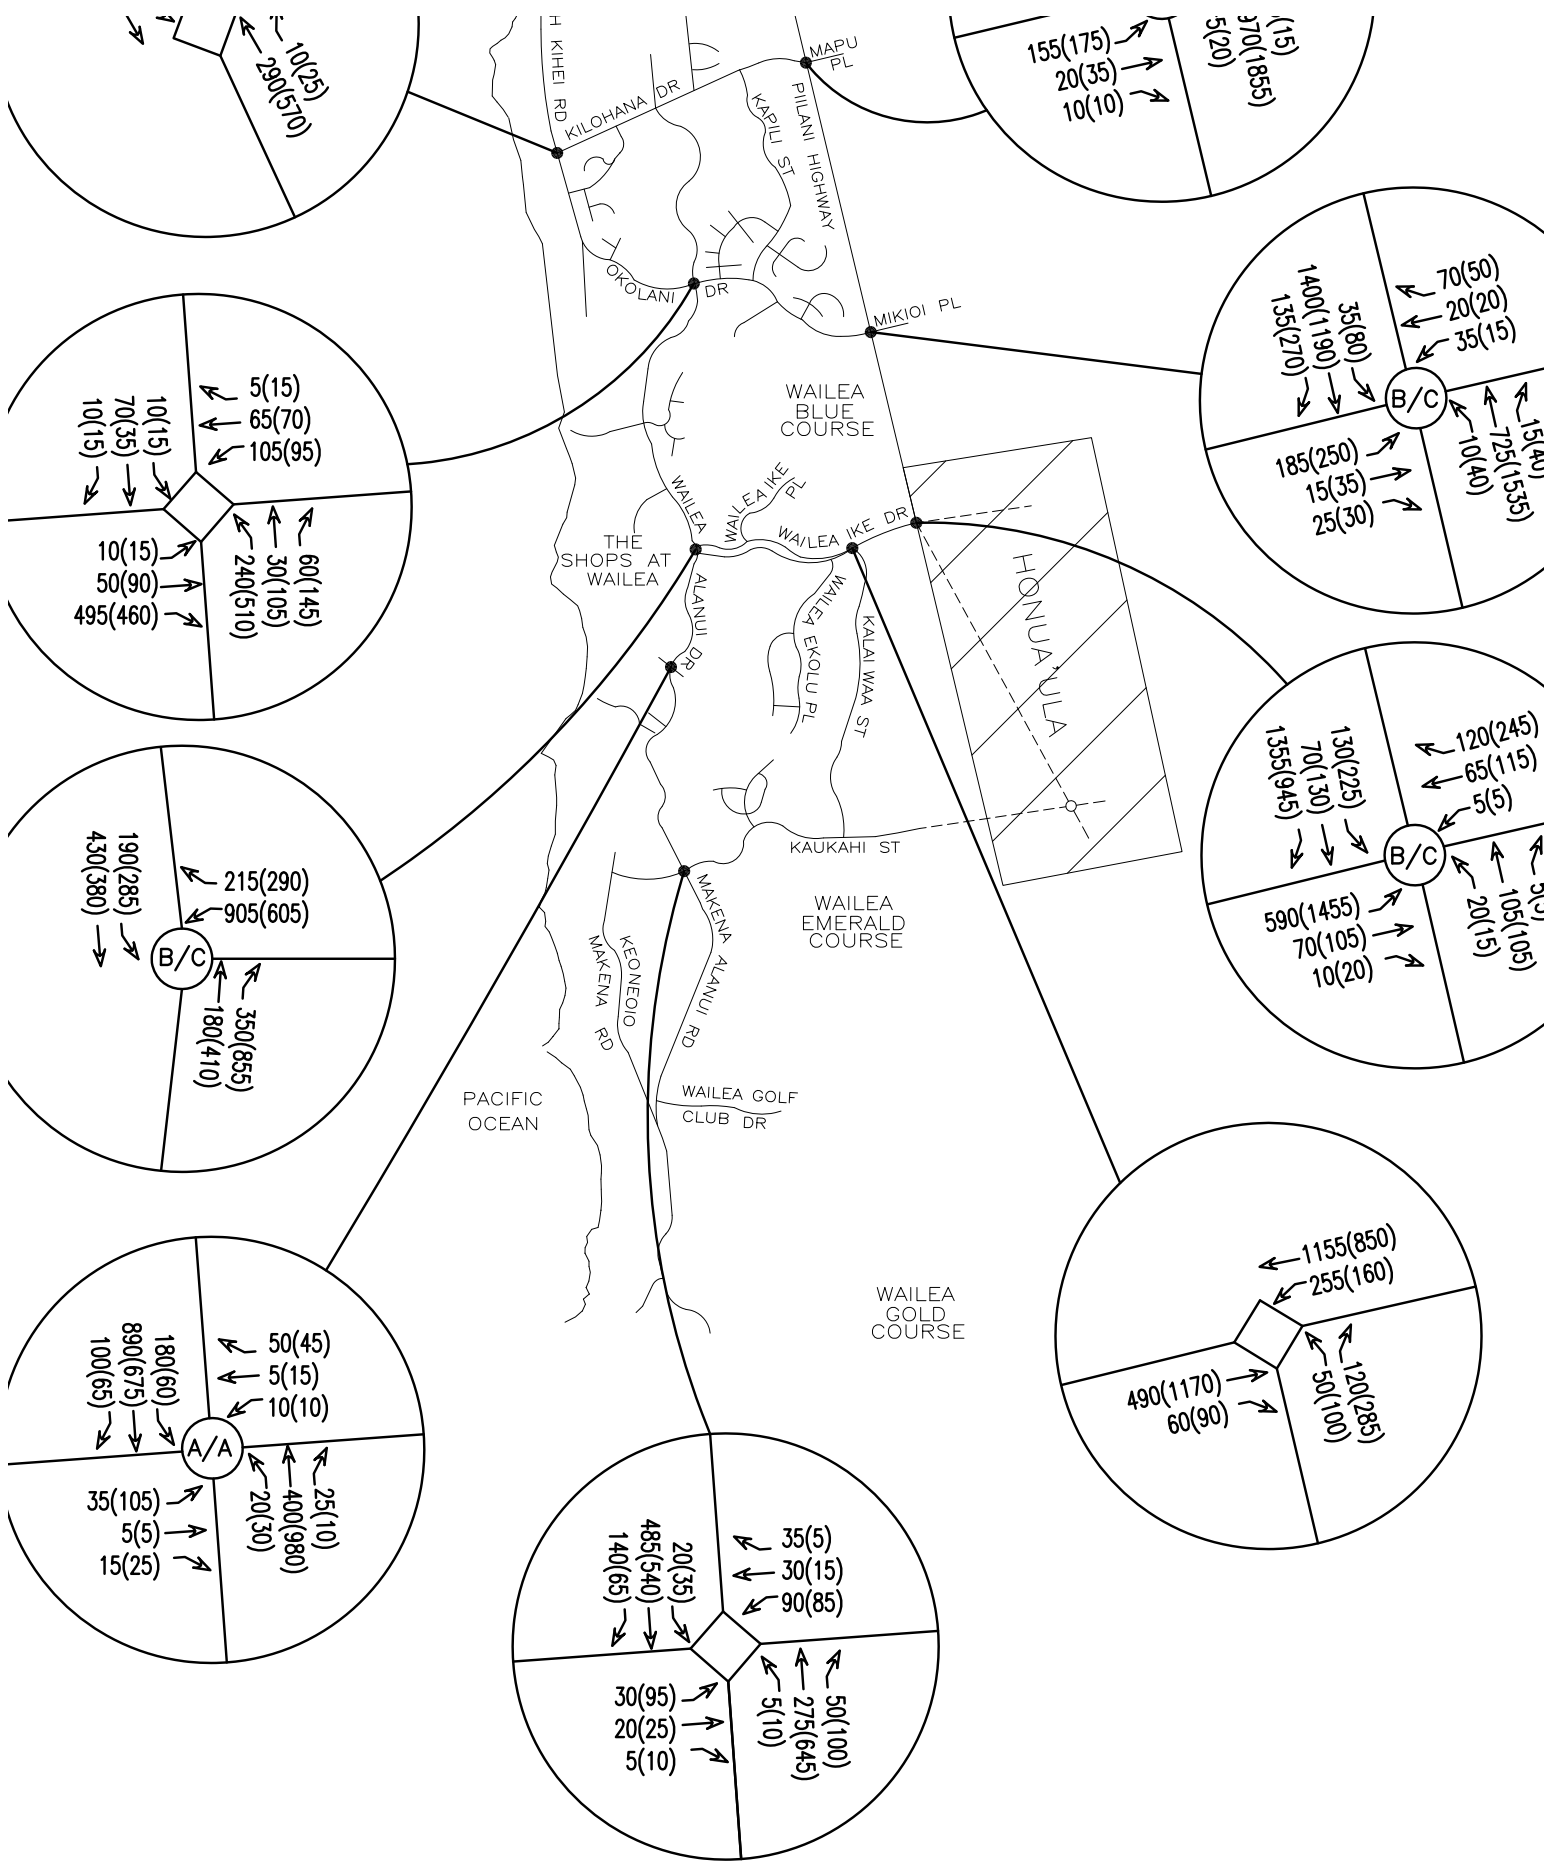 10(25)
290(570)
H KIHEI RD
KILOHANA DR
KAPILI ST
PIILANI HIGHWAY
MAPU
PL
155(175)
20(35)
10(10)
5(20)
970(1855)
(15)
OKOLANI
DR
MIKIOI PL
1400(1190)
135(270)
35(80)
70(50)
20(20)
35(15)
B/C
185(250)
15(35)
25(30)
10(40)
725(1535)
15(40
10(15)
70(35)
10(15)
5(15)
65(70)
105(95)
10(15)
50(90)
495(460)
240(510)
30(105)
60(145)
WAILEA
BLUE
COURSE
WAILEA
WAILEA IKE
PL
WAILEA IKE DR
THE
SHOPS AT
WAILEA
ALANUI DR
WAILEA EKOLU PL
KALAI WAA ST
HONUA'ULA
1355(945)
70(130)
130(225)
120(245)
65(115)
5(5)
B/C
590(1455)
70(105)
10(20)
20(15)
105(105)
430(380)
190(285)
215(290)
905(605)
B/C
180(410)
350(855)
KAUKAHI ST
WAILEA
EMERALD
COURSE
MAKENA ALANUI RD
KEONEOIO
MAKENA RD
PACIFIC
OCEAN
WAILEA GOLF
CLUB DR
WAILEA
GOLD
COURSE
1155(850)
255(160)
490(1170)
60(90)
50(100)
120(285)
100(65)
890(675)
180(60)
50(45)
5(15)
10(10)
A/A
35(105)
5(5)
15(25)
20(30)
400(980)
25(10)
140(65)
485(540)
20(35)
35(5)
30(15)
90(85)
30(95)
20(25)
5(10)
5(10)
275(645)
50(100)